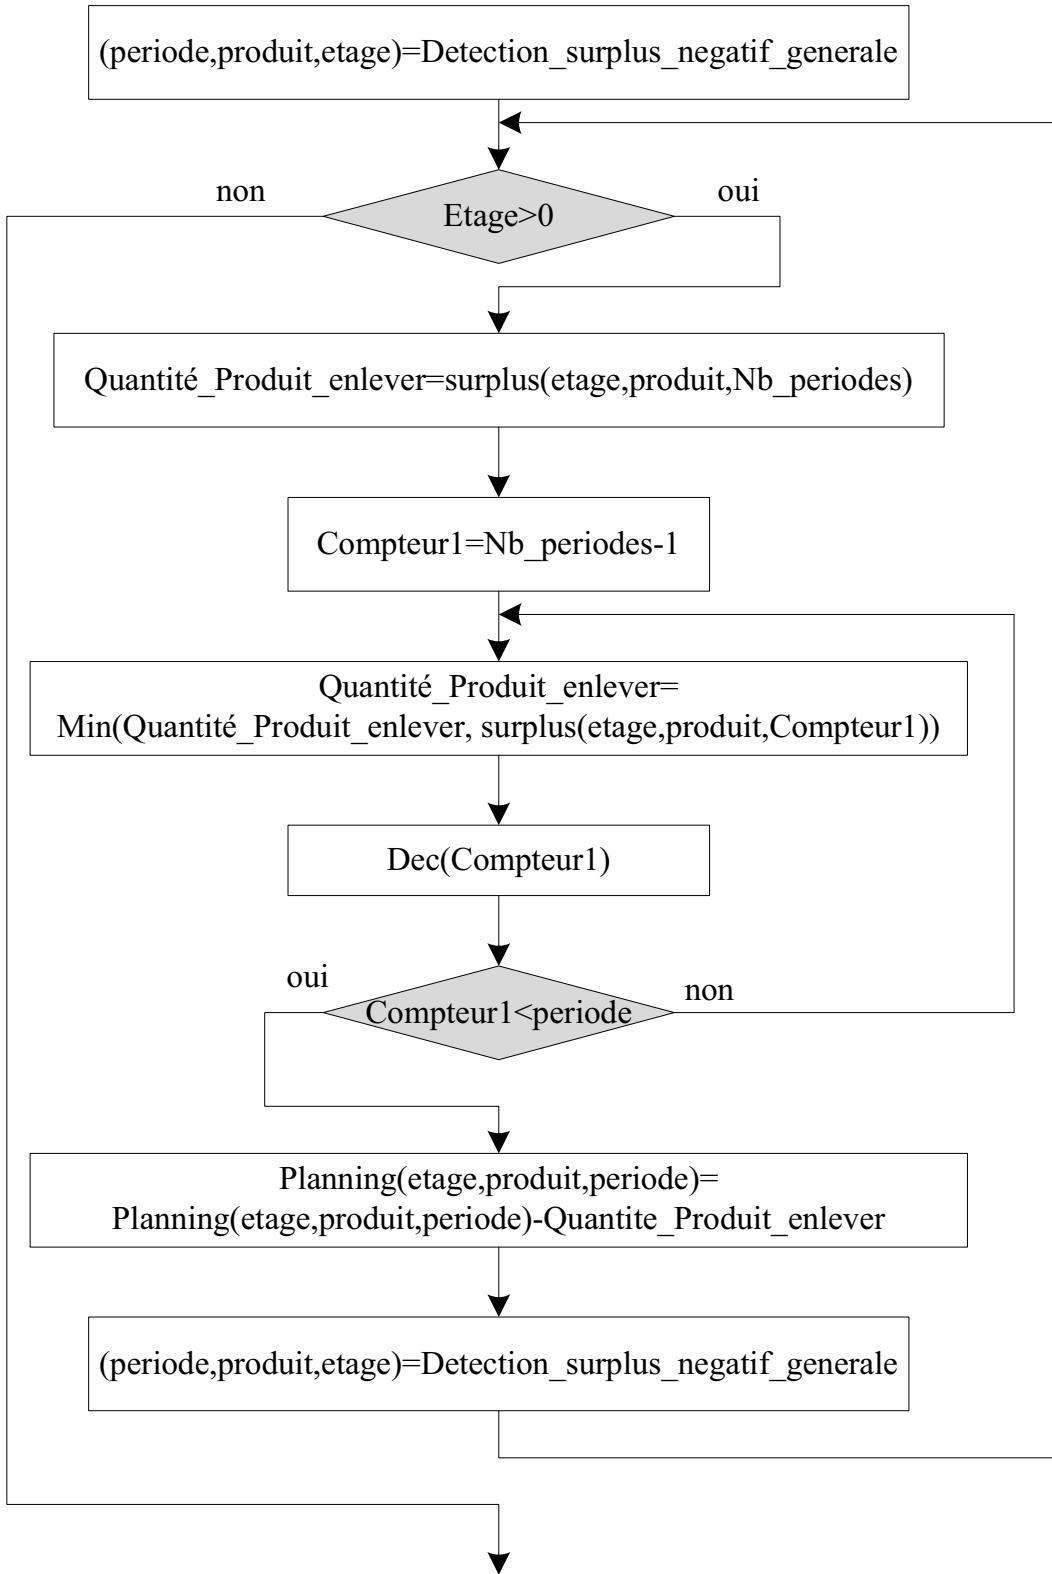 (periode,produit,etage)=Detection_surplus_negatif_generale
non
oui
Etage>0
Quantité_Produit_enlever=surplus(etage,produit,Nb_periodes)
Compteur1=Nb_periodes-1
Quantité_Produit_enlever=
Min(Quantité_Produit_enlever, surplus(etage,produit,Compteur1))
Dec(Compteur1)
oui
Compteur1<periode
non
Planning(etage,produit,periode)=
Planning(etage,produit,periode)-Quantite_Produit_enlever
(periode,produit,etage)=Detection_surplus_negatif_generale